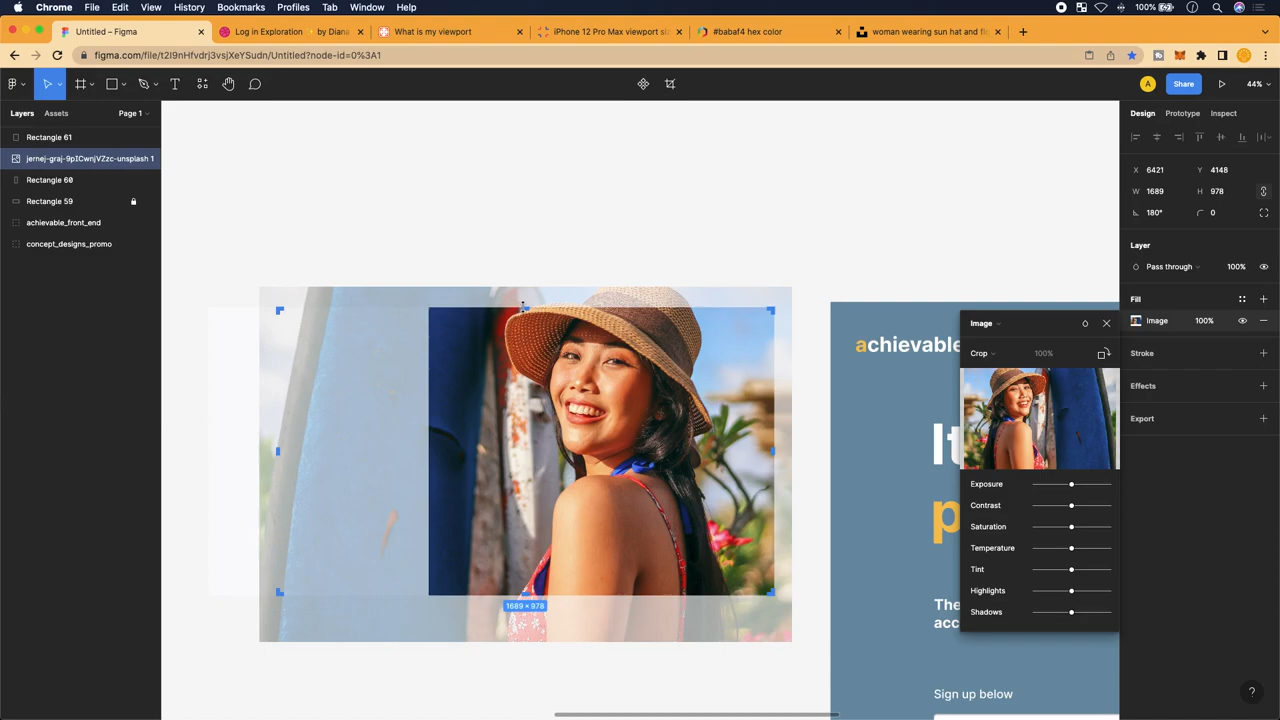 Chrome File Edit View History Bookmarks Profiles Tab Window Help 100%
Untitled – Figma
Log in Exploration ✨ by Diana
What is my viewport
iPhone 12 Pro Max viewport si
#babaf4 hex color
woman wearing sun hat and fl
figma.com/file/t2I9nHfvdrj3vsjXeYSudn/Untitled?node-id=0%3A1
A Share 44%
Layers Assets Page 1
Rectangle 61
jernej-graj-9pICwnjVZzc-unsplash 1
Rectangle 60
Rectangle 59
achievable_front_end
concept_designs_promo
1689 × 978
achievable
It
p
The
acc
Sign up below
Design Prototype Inspect
X 6421 Y 4148
W 1689 H 978
180° 0
Layer
Pass through 100%
Fill
Image 100%
Stroke
Effects
Export
Image
Crop 100%
Exposure
Contrast
Saturation
Temperature
Tint
Highlights
Shadows
?